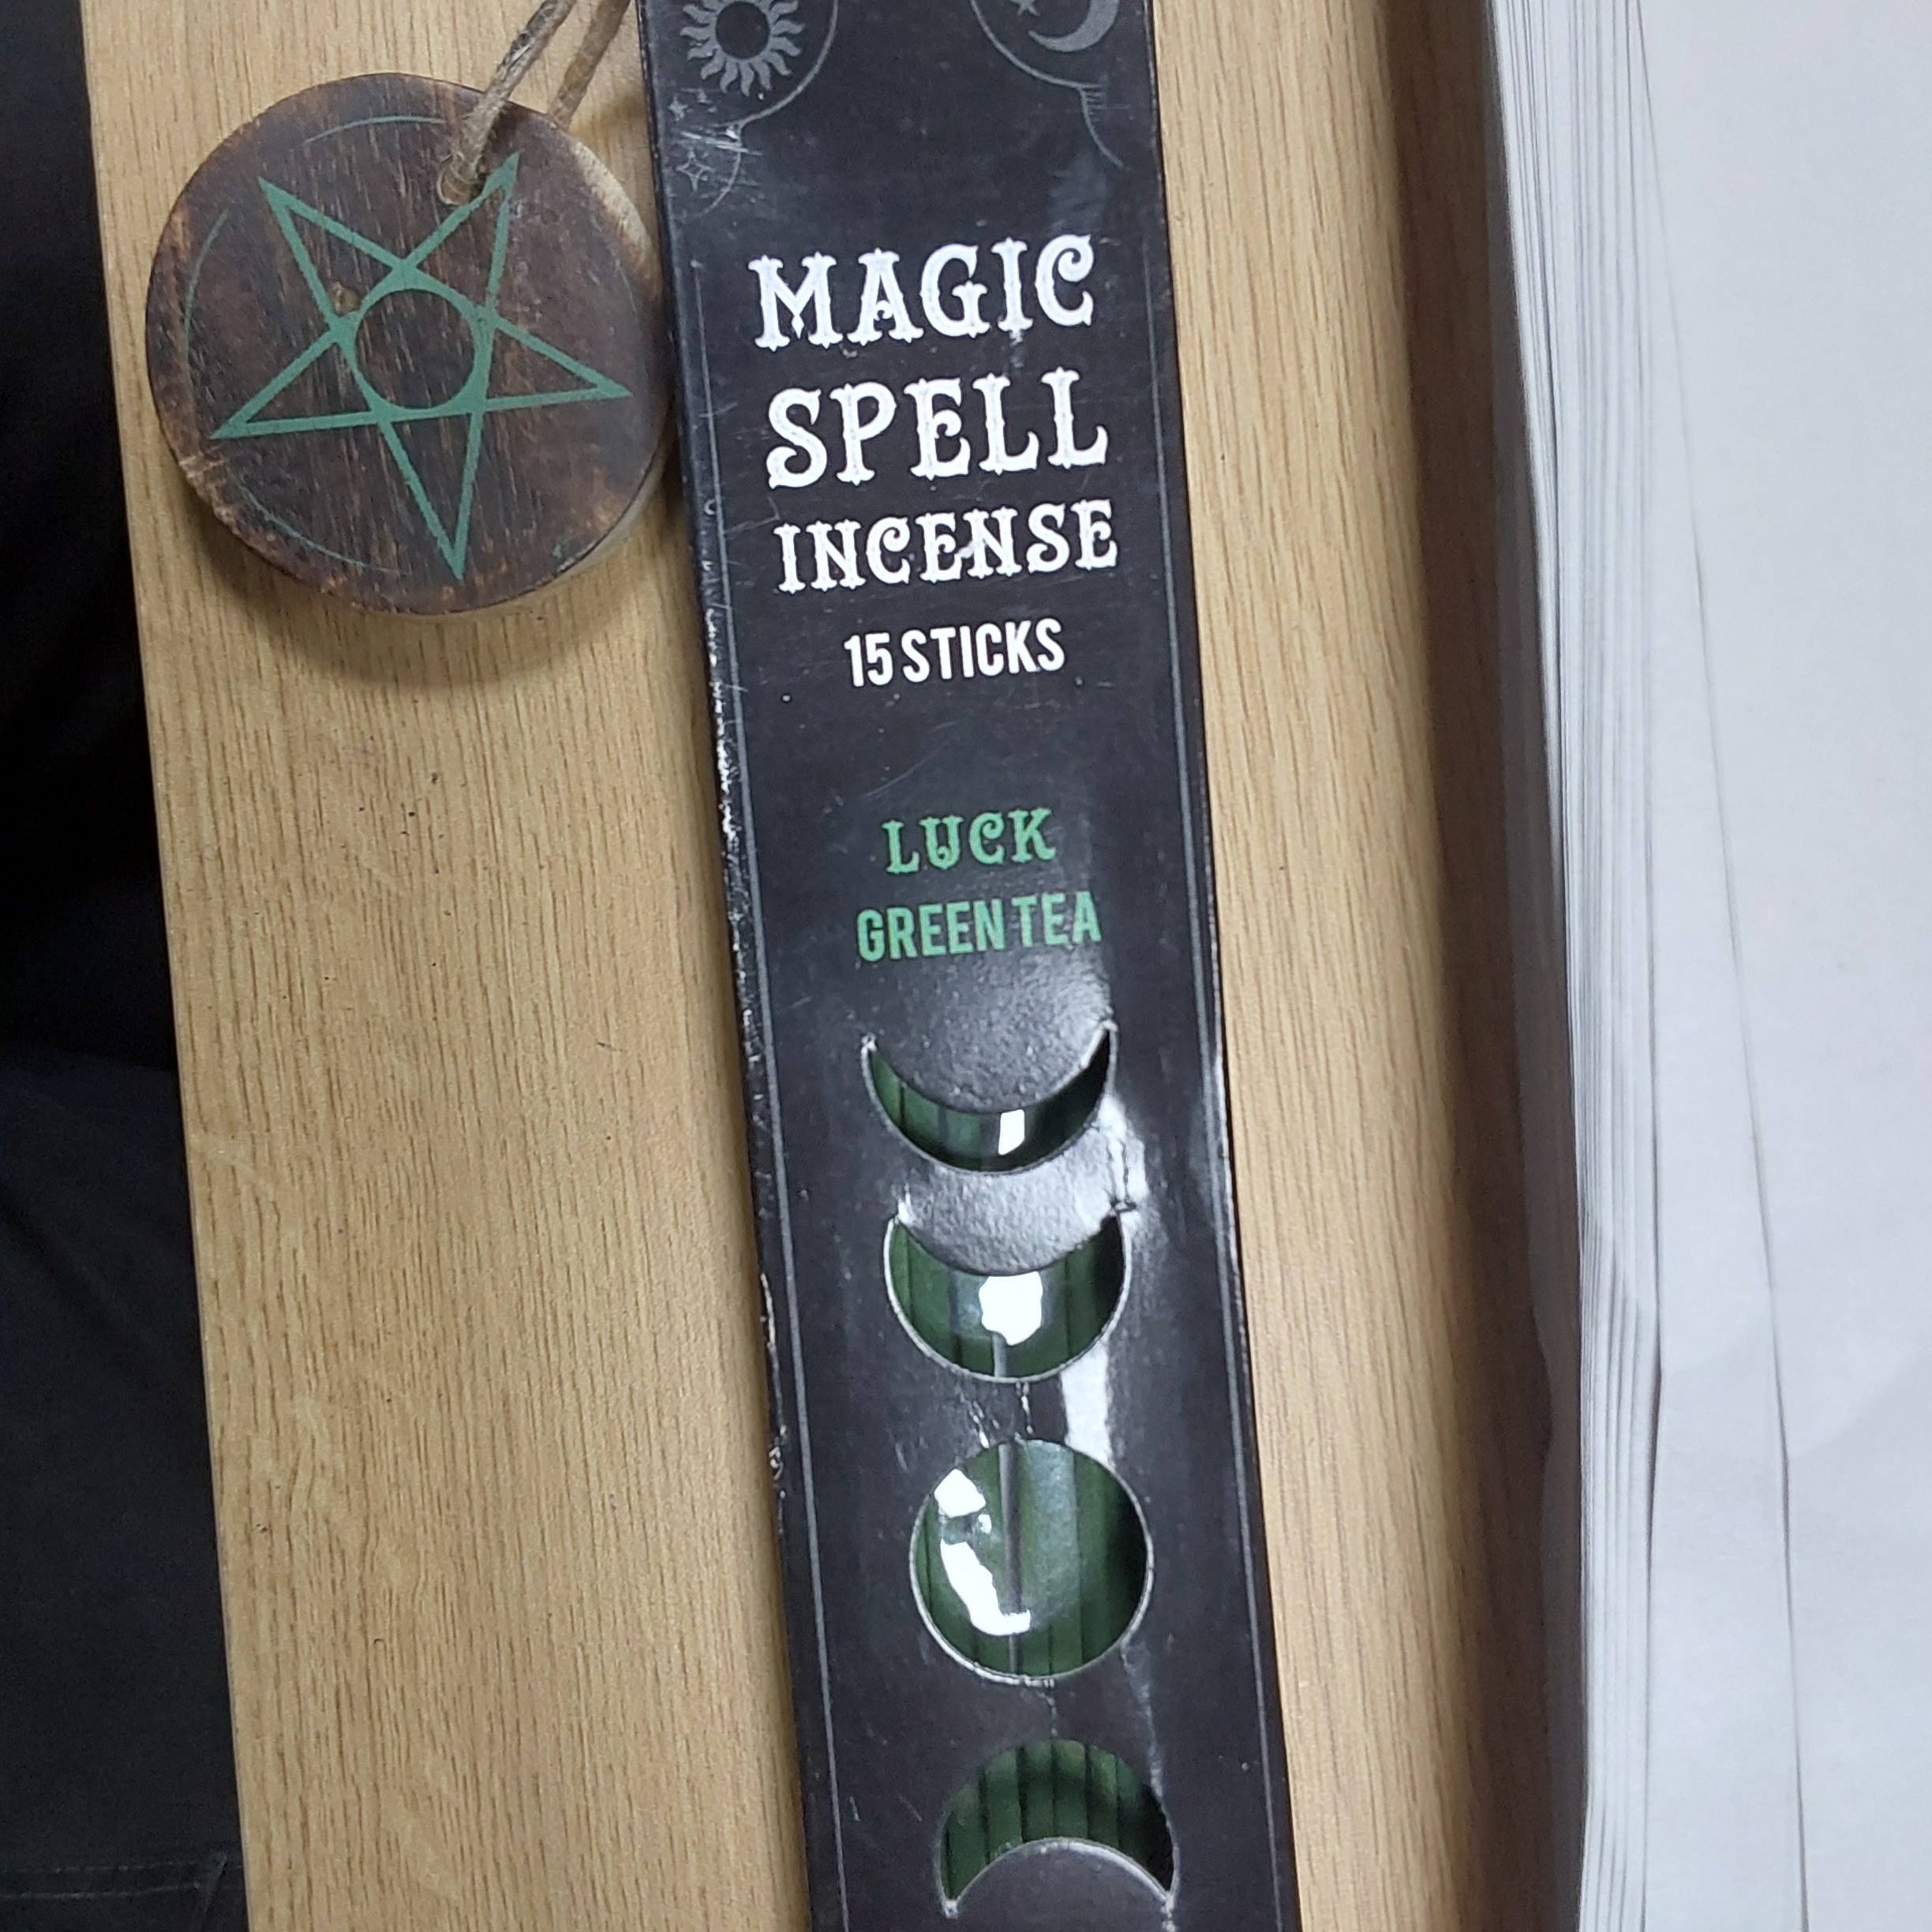 MAGIC
SPELL
INCENSE
15 STICKS
LUCK
GREEN TEA